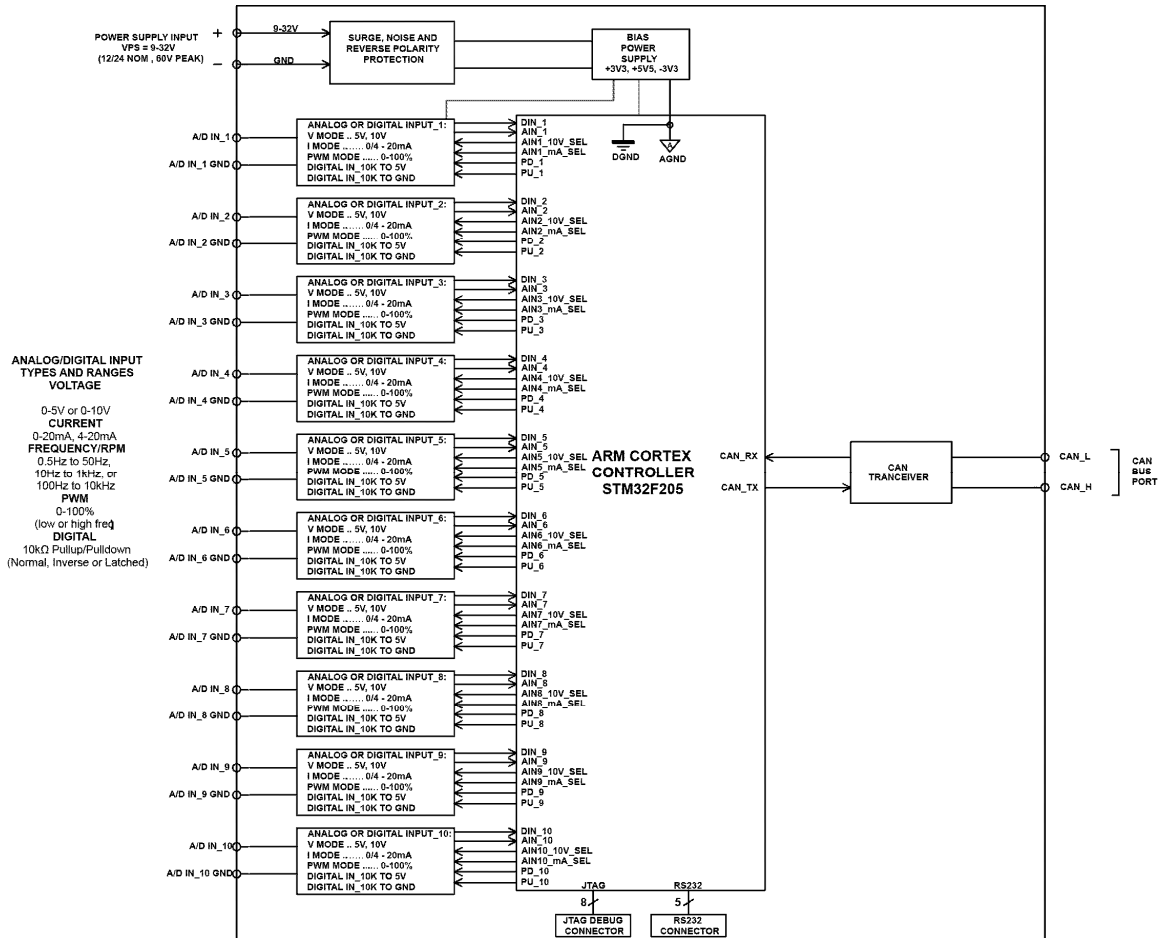 POWER SUPPLY INPUT
VPS = 9-32V
(12/24 NOM , 60V PEAK)
+
−
9-32V
GND
SURGE, NOISE AND
REVERSE POLARITY
PROTECTION
BIAS
POWER
SUPPLY
+3V3, +5V5, -3V3
DGND
A
AGND
A/D IN_1
A/D IN_1 GND
ANALOG OR DIGITAL INPUT_1:
V MODE .. 5V, 10V
I MODE ....... 0/4 - 20mA
PWM MODE ...... 0-100%
DIGITAL IN_10K TO 5V
DIGITAL IN_10K TO GND
DIN_1
AIN_1
AIN1_10V_SEL
AIN1_mA_SEL
PD_1
PU_1
A/D IN_2
A/D IN_2 GND
ANALOG OR DIGITAL INPUT_2:
V MODE .. 5V, 10V
I MODE ....... 0/4 - 20mA
PWM MODE ...... 0-100%
DIGITAL IN_10K TO 5V
DIGITAL IN_10K TO GND
DIN_2
AIN_2
AIN2_10V_SEL
AIN2_mA_SEL
PD_2
PU_2
A/D IN_3
A/D IN_3 GND
ANALOG OR DIGITAL INPUT_3:
V MODE .. 5V, 10V
I MODE ....... 0/4 - 20mA
PWM MODE ...... 0-100%
DIGITAL IN_10K TO 5V
DIGITAL IN_10K TO GND
DIN_3
AIN_3
AIN3_10V_SEL
AIN3_mA_SEL
PD_3
PU_3
ANALOG/DIGITAL INPUT
TYPES AND RANGES
VOLTAGE
0-5V or 0-10V
CURRENT
0-20mA, 4-20mA
FREQUENCY/RPM
0.5Hz to 50Hz,
10Hz to 1kHz, or
100Hz to 10kHz
PWM
0-100%
(low or high freq)
DIGITAL
10kΩ Pullup/Pulldown
(Normal, Inverse or Latched)
A/D IN_4
A/D IN_4 GND
ANALOG OR DIGITAL INPUT_4:
V MODE .. 5V, 10V
I MODE ....... 0/4 - 20mA
PWM MODE ...... 0-100%
DIGITAL IN_10K TO 5V
DIGITAL IN_10K TO GND
DIN_4
AIN_4
AIN4_10V_SEL
AIN4_mA_SEL
PD_4
PU_4
A/D IN_5
A/D IN_5 GND
ANALOG OR DIGITAL INPUT_5:
V MODE .. 5V, 10V
I MODE ....... 0/4 - 20mA
PWM MODE ...... 0-100%
DIGITAL IN_10K TO 5V
DIGITAL IN_10K TO GND
DIN_5
AIN_5
AIN5_10V_SEL
AIN5_mA_SEL
PD_5
PU_5
ARM CORTEX
CONTROLLER
STM32F205
CAN_RX
CAN_TX
CAN
TRANCEIVER
CAN_L
CAN_H
CAN
BUS
PORT
A/D IN_6
A/D IN_6 GND
ANALOG OR DIGITAL INPUT_6:
V MODE .. 5V, 10V
I MODE ....... 0/4 - 20mA
PWM MODE ...... 0-100%
DIGITAL IN_10K TO 5V
DIGITAL IN_10K TO GND
DIN_6
AIN_6
AIN6_10V_SEL
AIN6_mA_SEL
PD_6
PU_6
A/D IN_7
A/D IN_7 GND
ANALOG OR DIGITAL INPUT_7:
V MODE .. 5V, 10V
I MODE ....... 0/4 - 20mA
PWM MODE ...... 0-100%
DIGITAL IN_10K TO 5V
DIGITAL IN_10K TO GND
DIN_7
AIN_7
AIN7_10V_SEL
AIN7_mA_SEL
PD_7
PU_7
A/D IN_8
A/D IN_8 GND
ANALOG OR DIGITAL INPUT_8:
V MODE .. 5V, 10V
I MODE ....... 0/4 - 20mA
PWM MODE ...... 0-100%
DIGITAL IN_10K TO 5V
DIGITAL IN_10K TO GND
DIN_8
AIN_8
AIN8_10V_SEL
AIN8_mA_SEL
PD_8
PU_8
A/D IN_9
A/D IN_9 GND
ANALOG OR DIGITAL INPUT_9:
V MODE .. 5V, 10V
I MODE ....... 0/4 - 20mA
PWM MODE ...... 0-100%
DIGITAL IN_10K TO 5V
DIGITAL IN_10K TO GND
DIN_9
AIN_9
AIN9_10V_SEL
AIN9_mA_SEL
PD_9
PU_9
A/D IN_10
A/D IN_10 GND
ANALOG OR DIGITAL INPUT_10:
V MODE .. 5V, 10V
I MODE ....... 0/4 - 20mA
PWM MODE ...... 0-100%
DIGITAL IN_10K TO 5V
DIGITAL IN_10K TO GND
DIN_10
AIN_10
AIN10_10V_SEL
AIN10_mA_SEL
PD_10
PU_10
JTAG
RS232
8
5
JTAG DEBUG
CONNECTOR
RS232
CONNECTOR